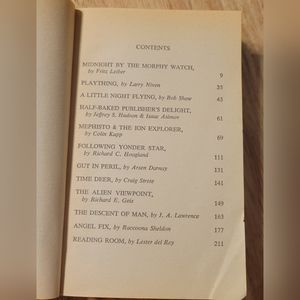 CONTENTS
MIDNIGHT BY THE MORPHY WATCH,
by Fritz Leiber 9
PLAYTHING, by Larry Niven 35
A LITTLE NIGHT FLYING, by Bob Shaw 43
HALF-BAKED PUBLISHER'S DELIGHT,
by Jeffrey S. Hudson & Isaac Asimov 61
MEPHISTO & THE ION EXPLORER,
by Colin Kapp 69
FOLLOWING YONDER STAR,
by Richard C. Hoagland 111
GUT IN PERIL, by Arsen Darnay 131
TIME DEER, by Craig Strete 141
THE ALIEN VIEWPOINT,
by Richard E. Geis 149
THE DESCENT OF MAN, by J. A. Lawrence 163
ANGEL FIX, by Raccoona Sheldon 177
READING ROOM, by Lester del Rey 211